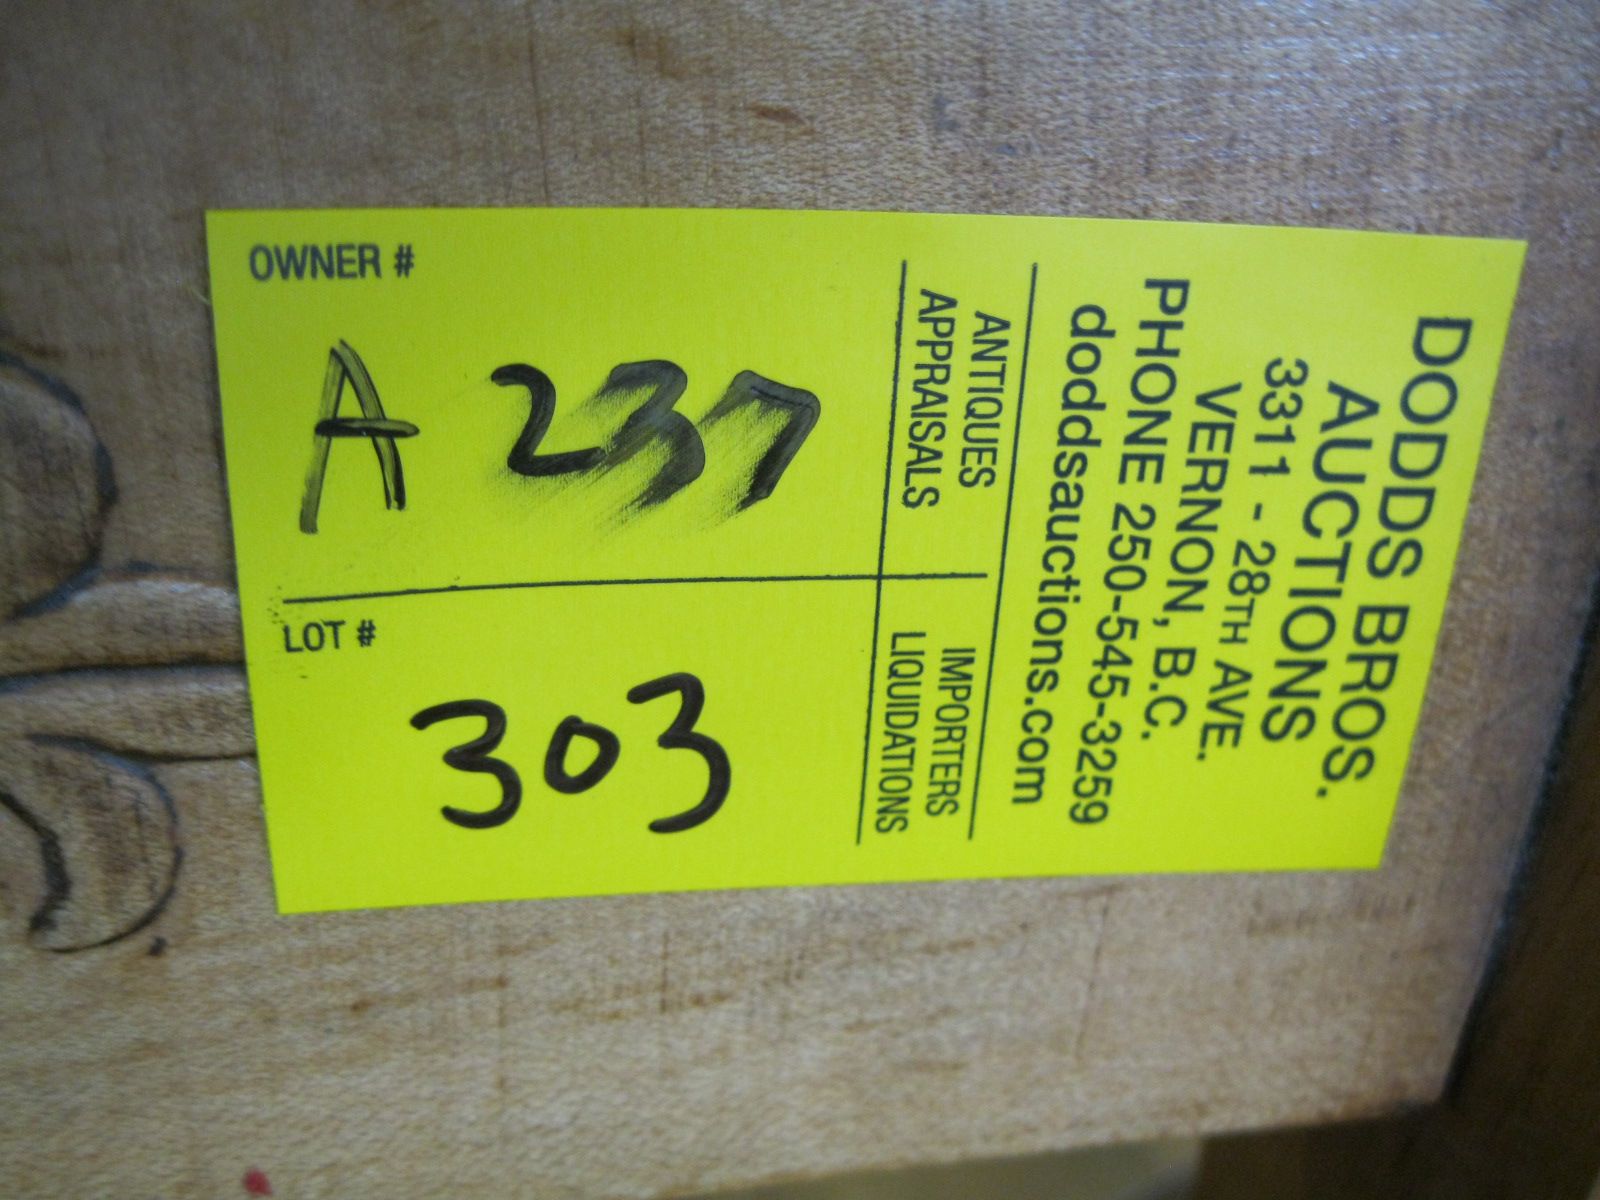 DODDS BROS.
AUCTIONS
3311 - 28TH AVE.
VERNON, B.C.
PHONE 250-545-3259
doddsauctions.com
ANTIQUES
APPRAISALS
IMPORTERS
LIQUIDATIONS
OWNER #
A 237
LOT #
303